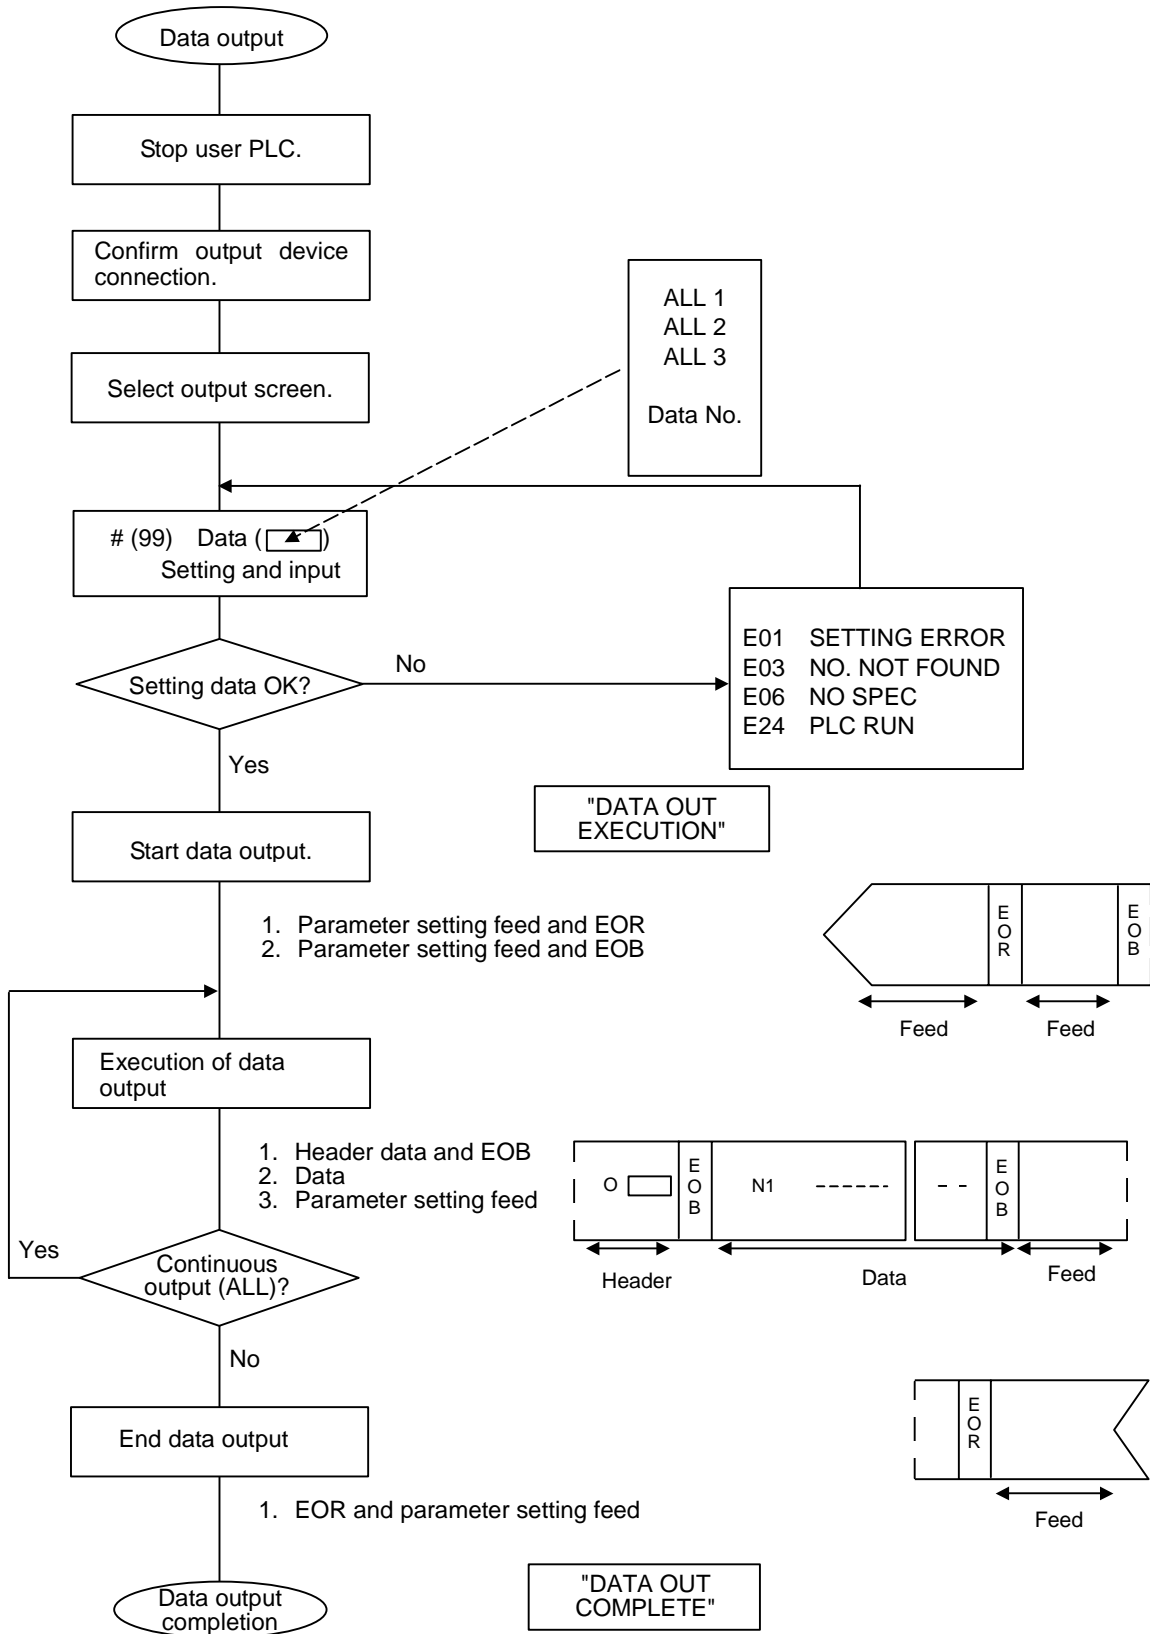 Data output
Stop user PLC.
Confirm output device
connection.
Select output screen.
ALL 1
ALL 2
ALL 3
Data No.
# (99) Data ( )
Setting and input
Setting data OK?
No
E01 SETTING ERROR
E03 NO. NOT FOUND
E06 NO SPEC
E24 PLC RUN
Yes
"DATA OUT
EXECUTION"
Start data output.
1. Parameter setting feed and EOR
2. Parameter setting feed and EOB
EOR
EOB
Feed
Feed
Execution of data
output
1. Header data and EOB
2. Data
3. Parameter setting feed
O
EOB
N1 ------
- -
EOB
Header
Data
Feed
Yes
Continuous
output (ALL)?
No
End data output
EOR
Feed
1. EOR and parameter setting feed
Data output
completion
"DATA OUT
COMPLETE"